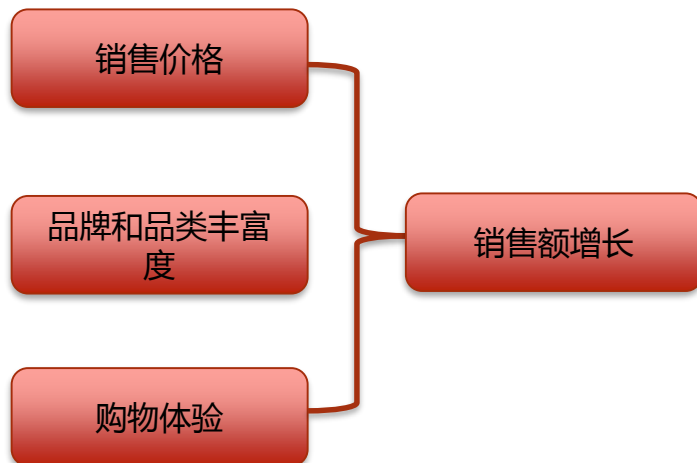 销售价格
品牌和品类丰富
度
销售额增长
购物体验